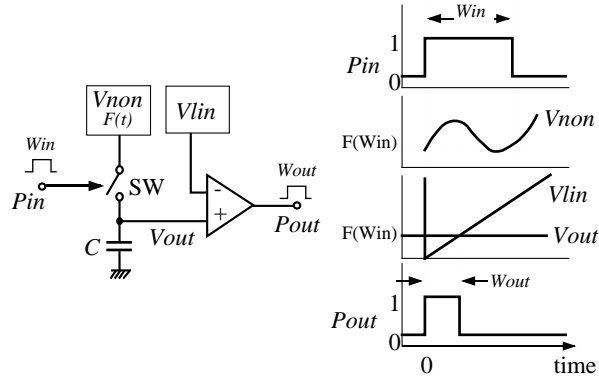 Vnon
F(t)
Vlin
Win
Pin
SW
-
+
C
Vout
Wout
Pout
Win
1
Pin
0
F(Win)
Vnon
Vlin
F(Win)
Vout
Wout
1
Pout
0
0
time